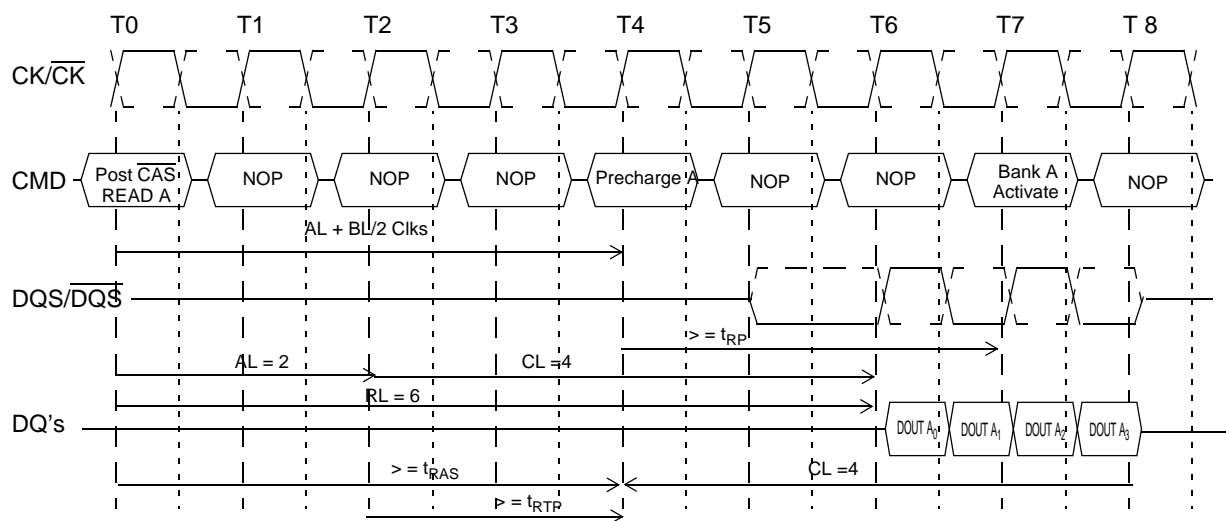 T0 T1 T2 T3 T4 T5 T6 T7 T 8
CK/CK
CMD
Post CAS
READ A
NOP
NOP
NOP
Precharge A
NOP
NOP
Bank A
Activate
NOP
AL + BL/2 Clks
DQS/DQS
> = tRP
AL = 2
CL =4
RL = 6
DQ's
DOUT A0
DOUT A1
DOUT A2
DOUT A3
> = tRAS
CL =4
> = tRTP